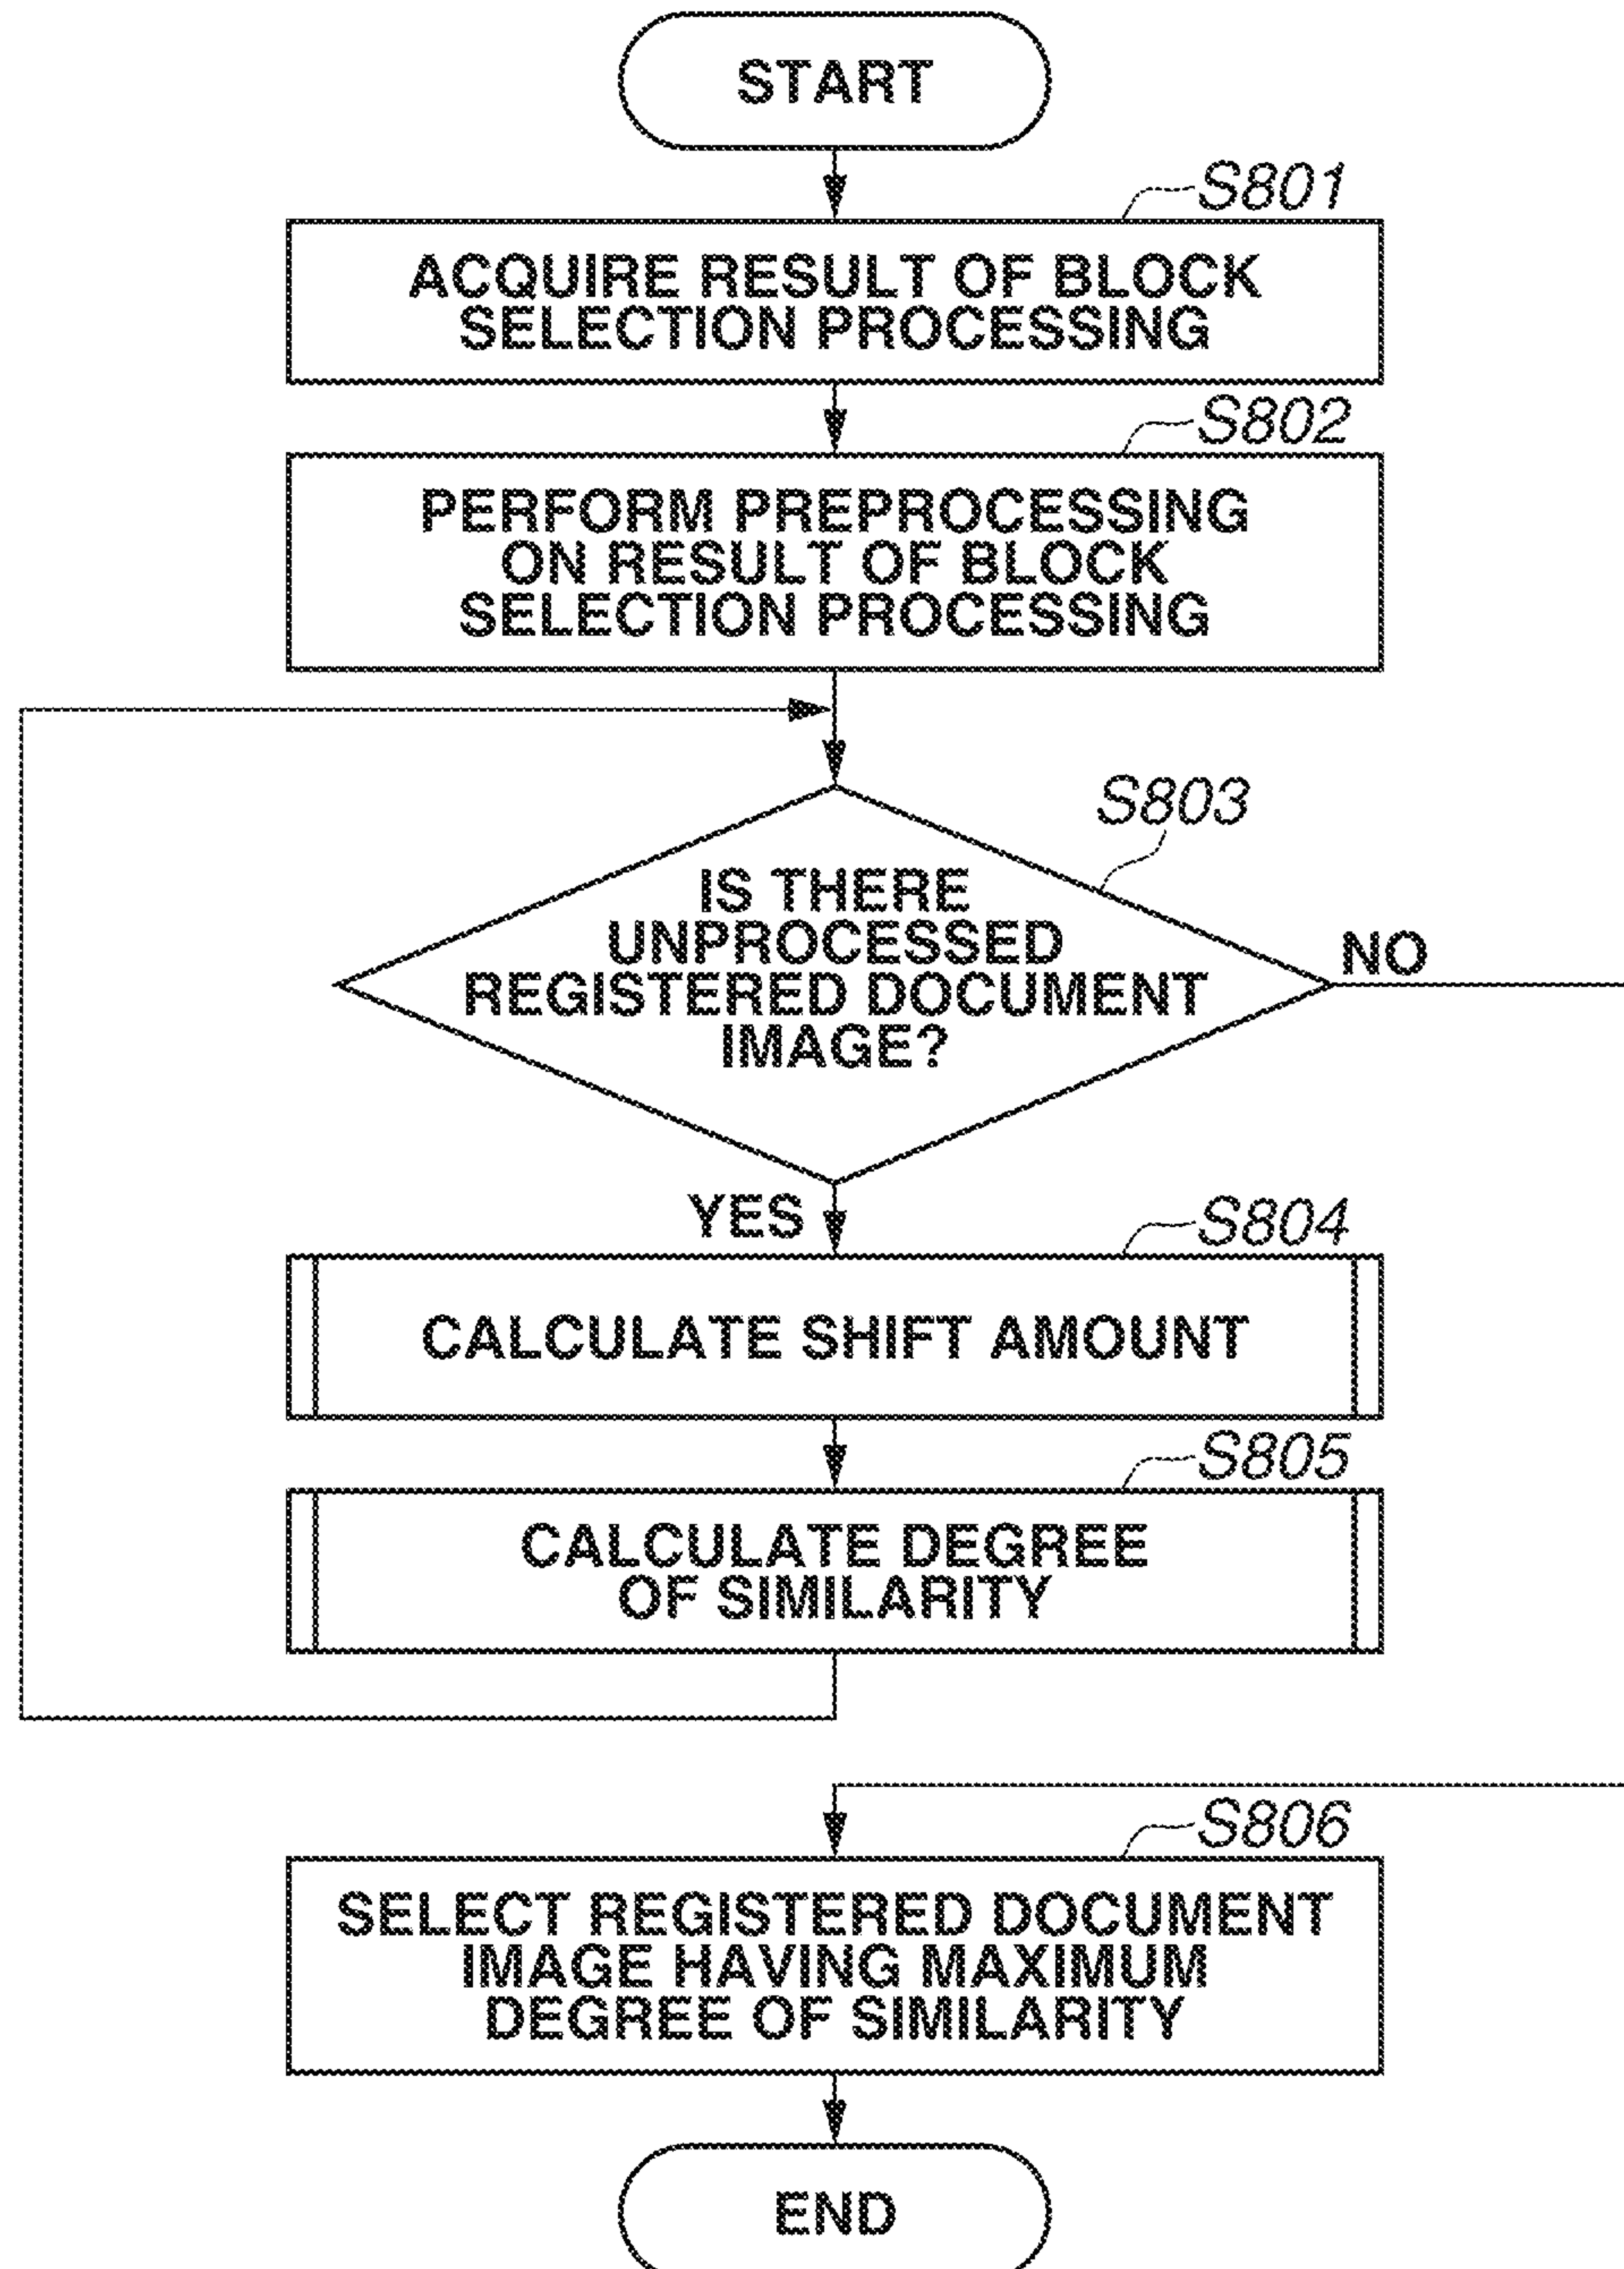 START
S801
ACQUIRE RESULT OF BLOCK
SELECTION PROCESSING
S802
PERFORM PREPROCESSING
ON RESULT OF BLOCK
SELECTION PROCESSING
S803
IS THERE
UNPROCESSED
REGISTERED DOCUMENT
IMAGE?
NO
YES
S804
CALCULATE SHIFT AMOUNT
S805
CALCULATE DEGREE
OF SIMILARITY
S806
SELECT REGISTERED DOCUMENT
IMAGE HAVING MAXIMUM
DEGREE OF SIMILARITY
END